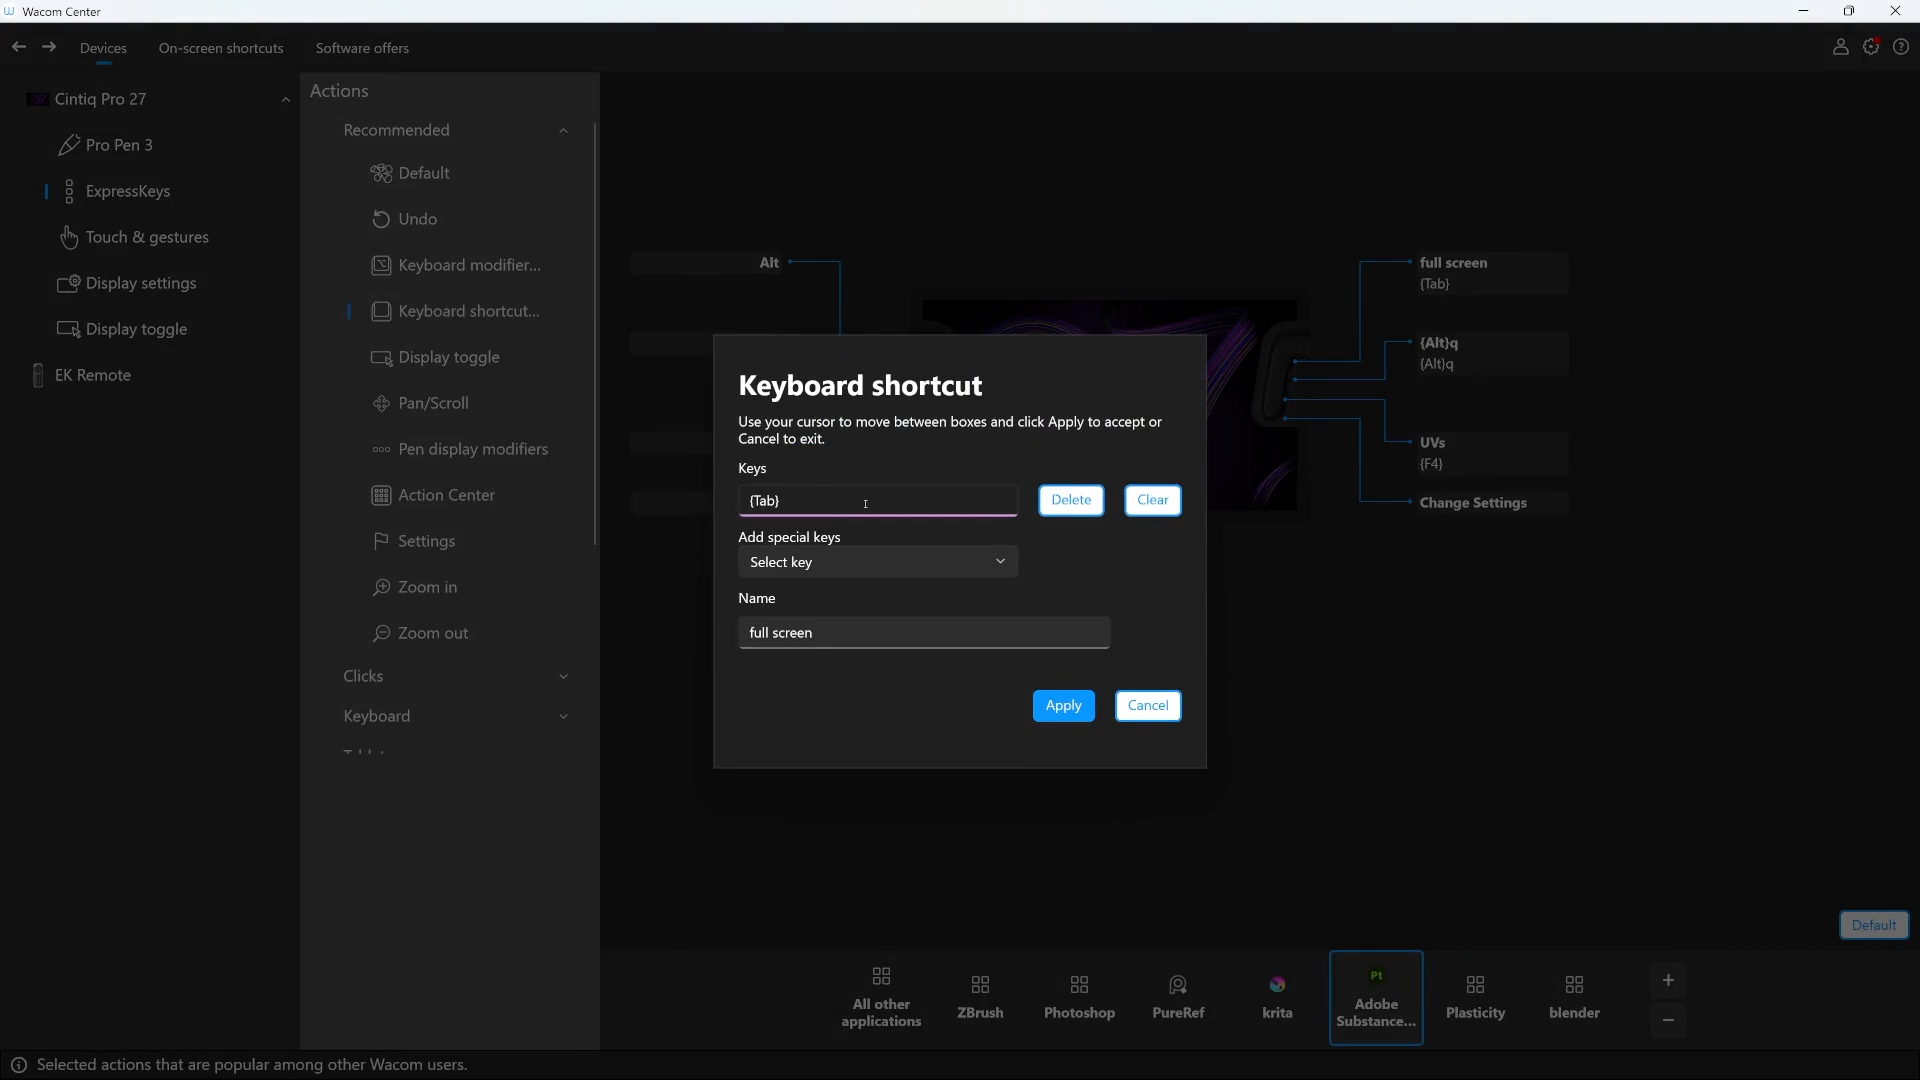 Wacom Center
Devices
On-screen shortcuts
Software offers
Cintiq Pro 27
Pro Pen 3
ExpressKeys
Touch & gestures
Display settings
Display toggle
EK Remote
Actions
Recommended
Default
Undo
Keyboard modifier...
Keyboard shortcut...
Display toggle
Pan/Scroll
Pen display modifiers
Action Center
Settings
Zoom in
Zoom out
Clicks
Keyboard
Alt
full screen
{Tab}
{Alt}q
{Alt}q
UVs
{F4}
Change Settings
Keyboard shortcut
Use your cursor to move between boxes and click Apply to accept or
Cancel to exit.
Keys
{Tab}
Delete
Clear
Add special keys
Select key
Name
full screen
Apply
Cancel
Default
All other
applications
ZBrush
Photoshop
PureRef
krita
Pt
Adobe
Substance...
Plasticity
blender
Selected actions that are popular among other Wacom users.